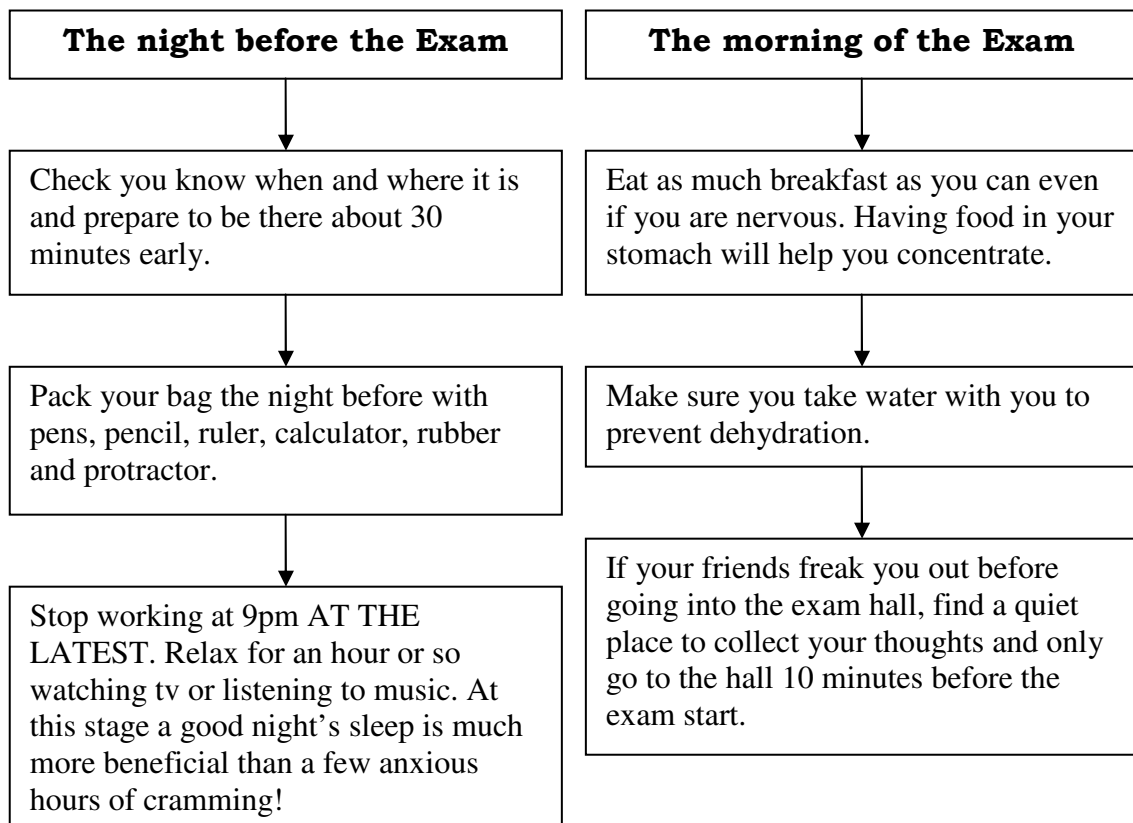 The night before the Exam
Check you know when and where it is
and prepare to be there about 30
minutes early.
Pack your bag the night before with
pens, pencil, ruler, calculator, rubber
and protractor.
Stop working at 9pm AT THE
LATEST. Relax for an hour or so
watching tv or listening to music. At
this stage a good night’s sleep is much
more beneficial than a few anxious
hours of cramming!
The morning of the Exam
Eat as much breakfast as you can even
if you are nervous. Having food in your
stomach will help you concentrate.
Make sure you take water with you to
prevent dehydration.
If your friends freak you out before
going into the exam hall, find a quiet
place to collect your thoughts and only
go to the hall 10 minutes before the
exam start.